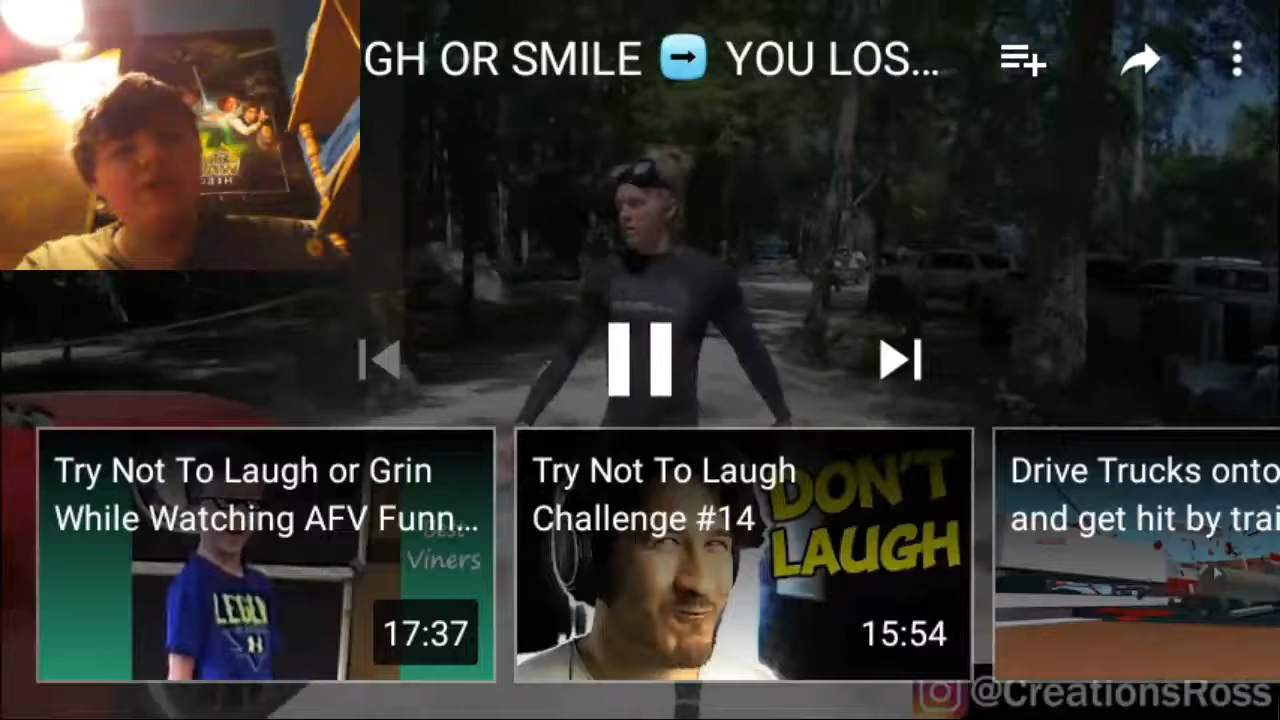 GH OR SMILE ➡ YOU LOS...
Try Not To Laugh or Grin
While Watching AFV Funn...
Viners
17:37
Try Not To Laugh
Challenge #14
DON'T
LAUGH
15:54
Drive Trucks onto
and get hit by trai
@CreationsRoss